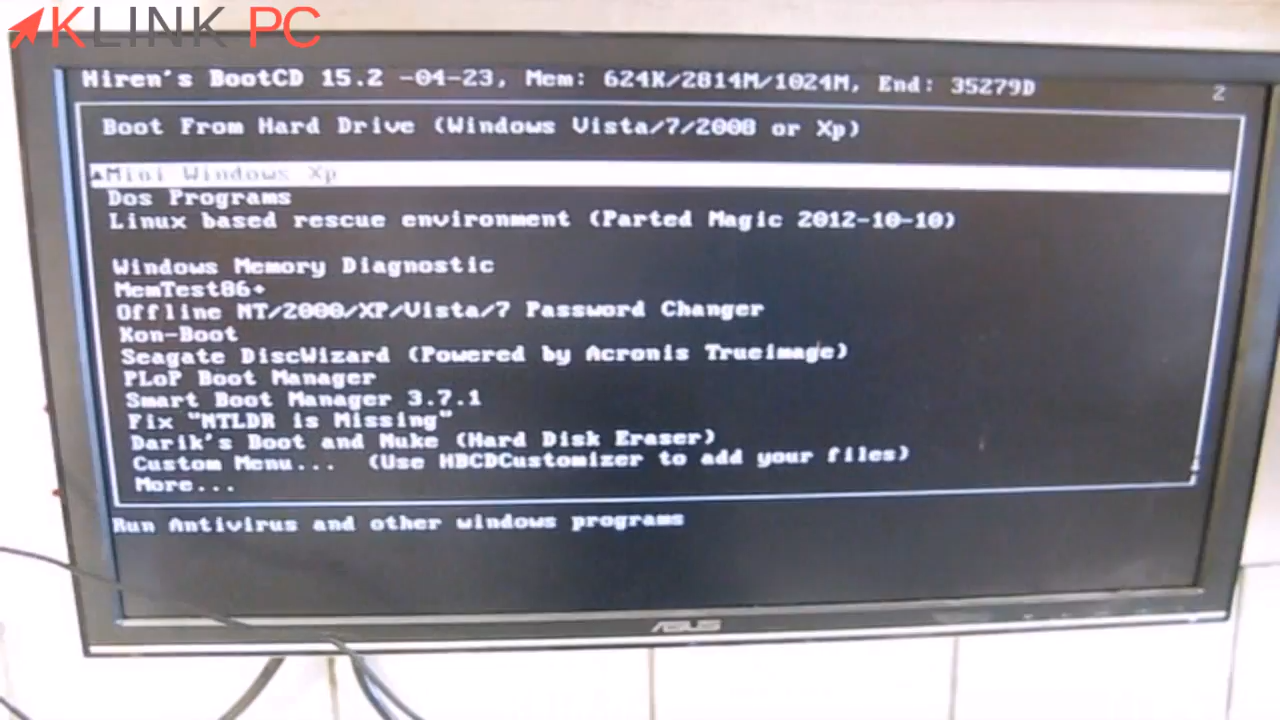 KLINK PC
Hiren's BootCD 15.2 -04-23, Mem: 624K/2814M/1024M, End: 35279D
2
Boot From Hard Drive (Windows Vista/7/2008 or Xp)
Mini Windows Xp
Dos Programs
Linux based rescue environment (Parted Magic 2012-10-10)
Windows Memory Diagnostic
MemTest86+
Offline NT/2000/XP/Vista/7 Password Changer
Kon-Boot
Seagate DiscWizard (Powered by Acronis TrueImage)
PLoP Boot Manager
Smart Boot Manager 3.7.1
Fix "NTLDR is Missing"
Darik's Boot and Nuke (Hard Disk Eraser)
Custom Menu... (Use HBCDCustomizer to add your files)
More...
Run Antivirus and other windows programs
ASUS